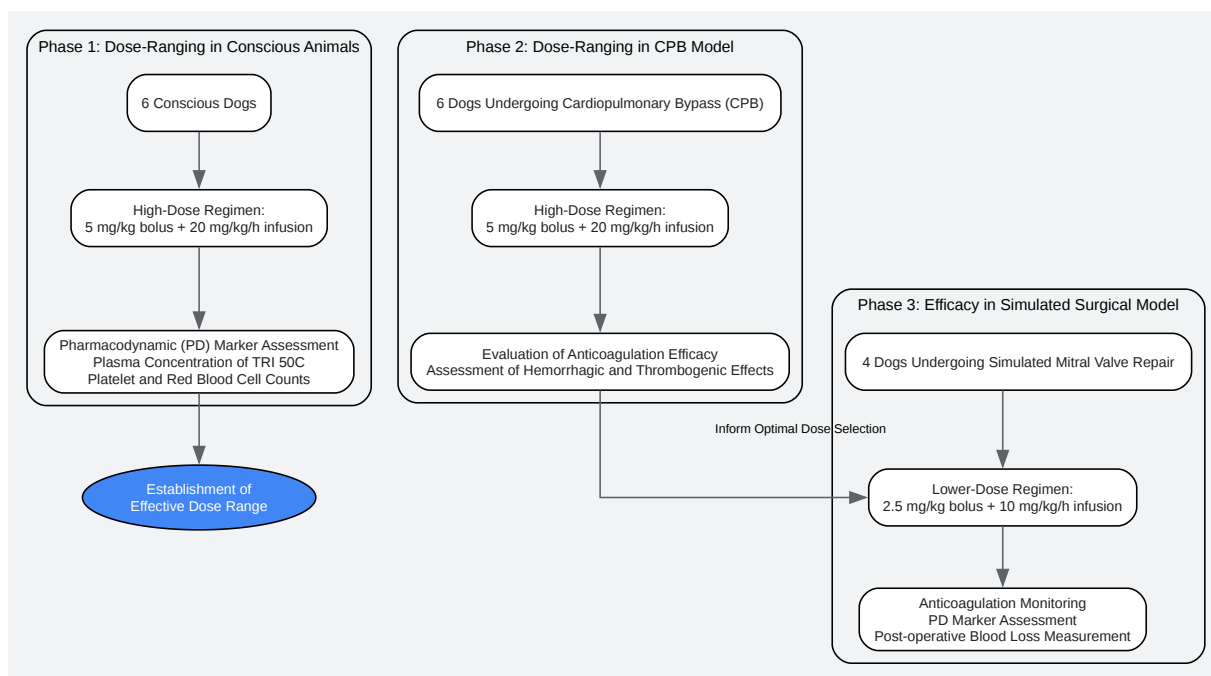 Phase 1: Dose-Ranging in Conscious Animals
6 Conscious Dogs
High-Dose Regimen:
5 mg/kg bolus + 20 mg/kg/h infusion
Pharmacodynamic (PD) Marker Assessment
Plasma Concentration of TRI 50C
Platelet and Red Blood Cell Counts
Establishment of
Effective Dose Range
Phase 2: Dose-Ranging in CPB Model
6 Dogs Undergoing Cardiopulmonary Bypass (CPB)
High-Dose Regimen:
5 mg/kg bolus + 20 mg/kg/h infusion
Evaluation of Anticoagulation Efficacy
Assessment of Hemorrhagic and Thrombogenic Effects
Inform Optimal Dose Selection
Phase 3: Efficacy in Simulated Surgical Model
4 Dogs Undergoing Simulated Mitral Valve Repair
Lower-Dose Regimen:
2.5 mg/kg bolus + 10 mg/kg/h infusion
Anticoagulation Monitoring
PD Marker Assessment
Post-operative Blood Loss Measurement